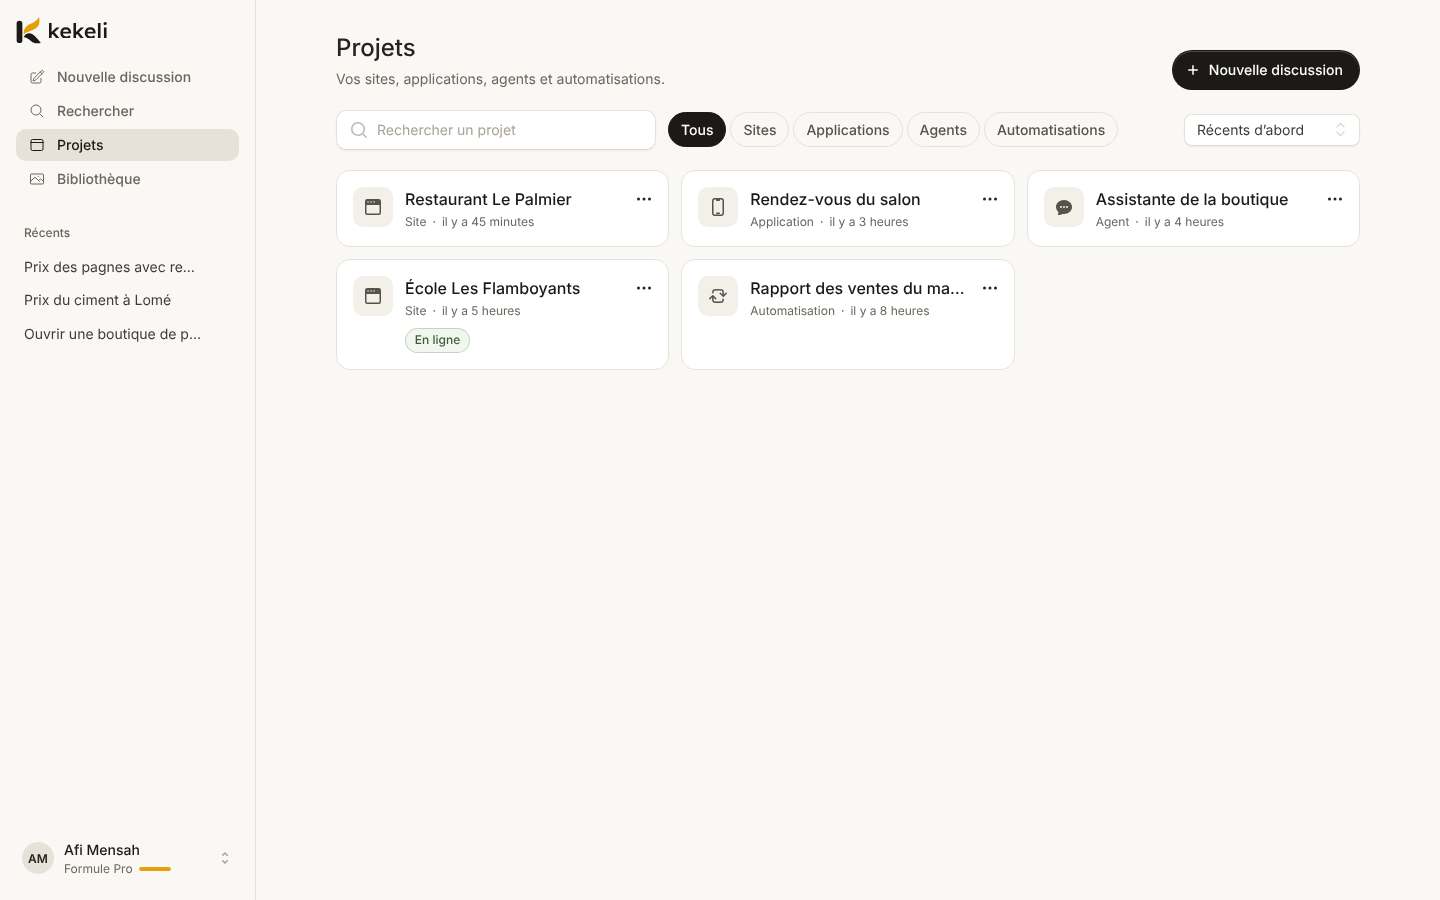 kekeli
Nouvelle discussion
Rechercher
Projets
Bibliothèque
Récents
Prix des pagnes avec re...
Prix du ciment à Lomé
Ouvrir une boutique de p...
AM
Afi Mensah
Formule Pro
Projets
Vos sites, applications, agents et automatisations.
+ Nouvelle discussion
Rechercher un projet
Tous
Sites
Applications
Agents
Automatisations
Récents d'abord
Restaurant Le Palmier
Site · il y a 45 minutes
Rendez-vous du salon
Application · il y a 3 heures
Assistante de la boutique
Agent · il y a 4 heures
École Les Flamboyants
Site · il y a 5 heures
En ligne
Rapport des ventes du ma...
Automatisation · il y a 8 heures